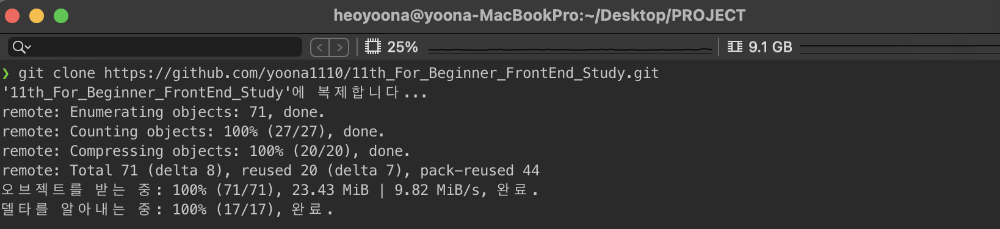 heoyoona@yoona-MacBookPro:~/Desktop/PROJECT
25%
9.1 GB
❯ git clone https://github.com/yoona1110/11th_For_Beginner_FrontEnd_Study.git
'11th_For_Beginner_FrontEnd_Study'에 복제합니다...
remote: Enumerating objects: 71, done.
remote: Counting objects: 100% (27/27), done.
remote: Compressing objects: 100% (20/20), done.
remote: Total 71 (delta 8), reused 20 (delta 7), pack-reused 44
오브젝트를 받는 중: 100% (71/71), 23.43 MiB | 9.82 MiB/s, 완료.
델타를 알아내는 중: 100% (17/17), 완료.